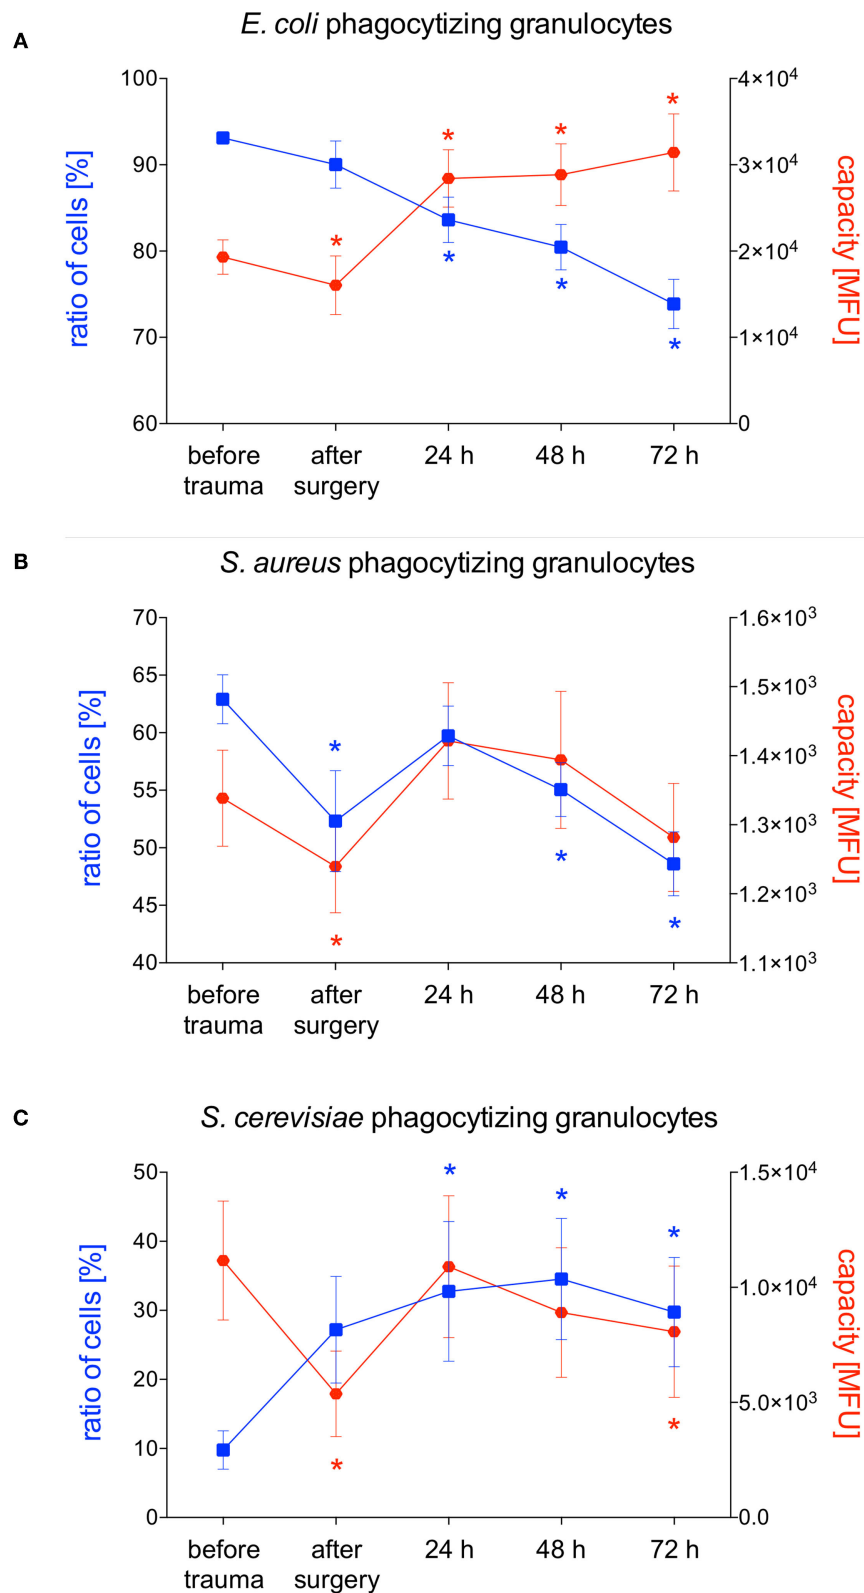 A
E. coli phagocytizing granulocytes
ratio of cells [%]
100
90
80
70
60
4×10⁴
3×10⁴
2×10⁴
1×10⁴
0
capacity [MFU]
*
*
*
*
*
*
*
before trauma
after surgery
24 h
48 h
72 h
B
S. aureus phagocytizing granulocytes
ratio of cells [%]
70
65
60
55
50
45
40
1.6×10³
1.5×10³
1.4×10³
1.3×10³
1.2×10³
1.1×10³
capacity [MFU]
*
*
*
*
before trauma
after surgery
24 h
48 h
72 h
C
S. cerevisiae phagocytizing granulocytes
ratio of cells [%]
50
40
30
20
10
0
1.5×10⁴
1.0×10⁴
5.0×10³
0.0
capacity [MFU]
*
*
*
*
*
before trauma
after surgery
24 h
48 h
72 h